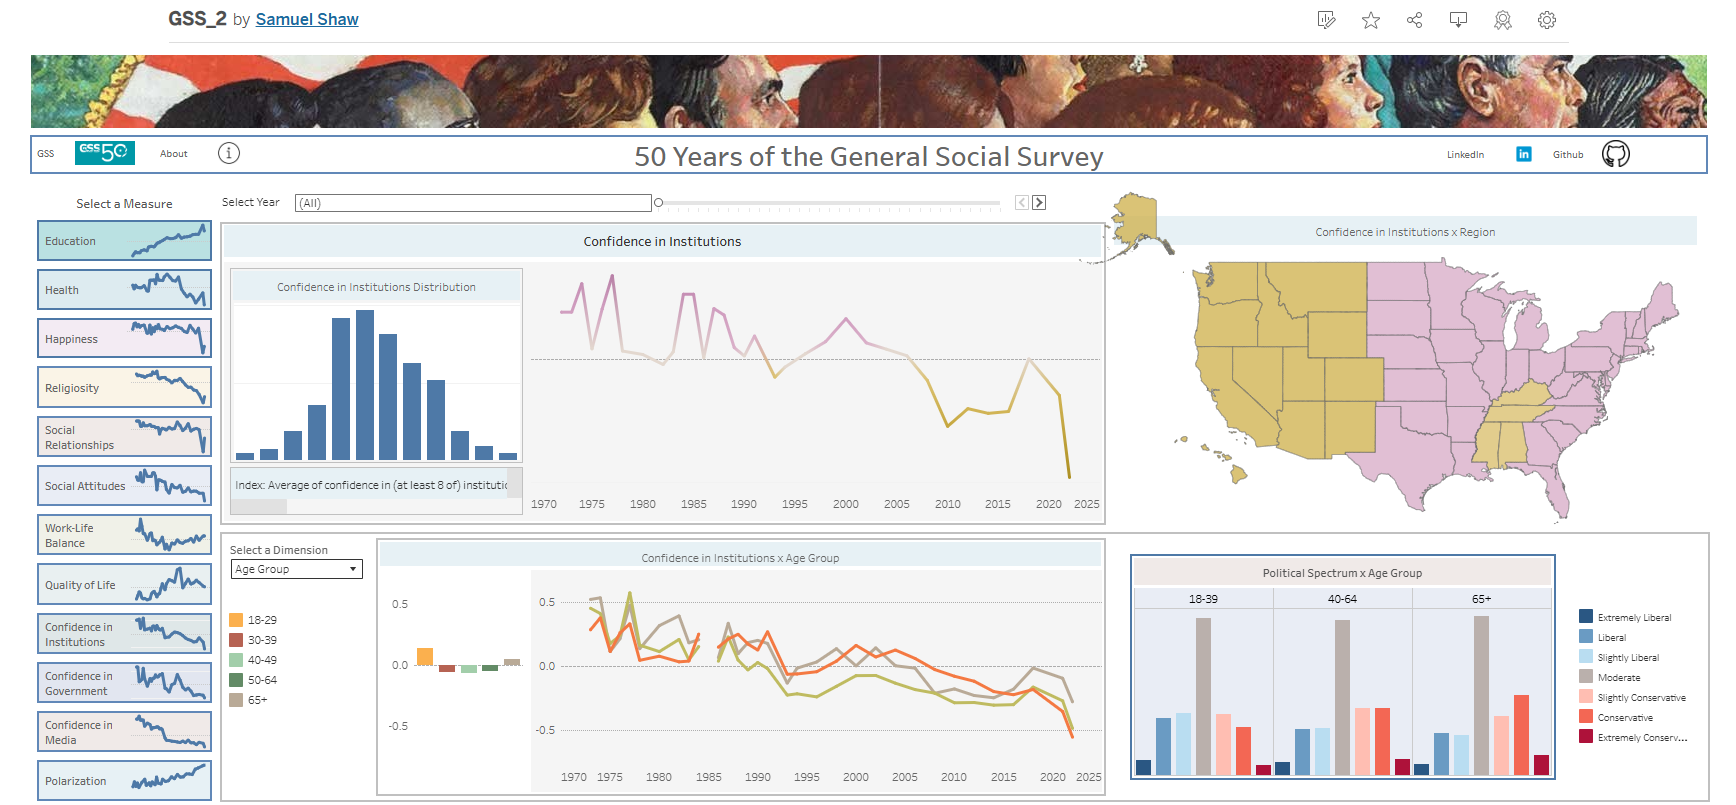 GSS_2 by Samuel Shaw
GSS
GSS 50
About
50 Years of the General Social Survey
LinkedIn
in
Github
Select a Measure
Education
Health
Happiness
Religiosity
Social
Relationships
Social Attitudes
Work-Life
Balance
Quality of Life
Confidence in
Institutions
Confidence in
Government
Confidence in
Media
Polarization
Select Year
(All)
Confidence in Institutions
Confidence in Institutions Distribution
Index: Average of confidence in (at least 8 of) institutic
1970 1975 1980 1985 1990 1995 2000 2005 2010 2015 2020 2025
Confidence in Institutions x Region
Select a Dimension
Age Group
18-29
30-39
40-49
50-64
65+
Confidence in Institutions x Age Group
0.5
0.0
-0.5
0.5
0.0
-0.5
1970 1975 1980 1985 1990 1995 2000 2005 2010 2015 2020 2025
Political Spectrum x Age Group
18-39 40-64 65+
Extremely Liberal
Liberal
Slightly Liberal
Moderate
Slightly Conservative
Conservative
Extremely Conserv...